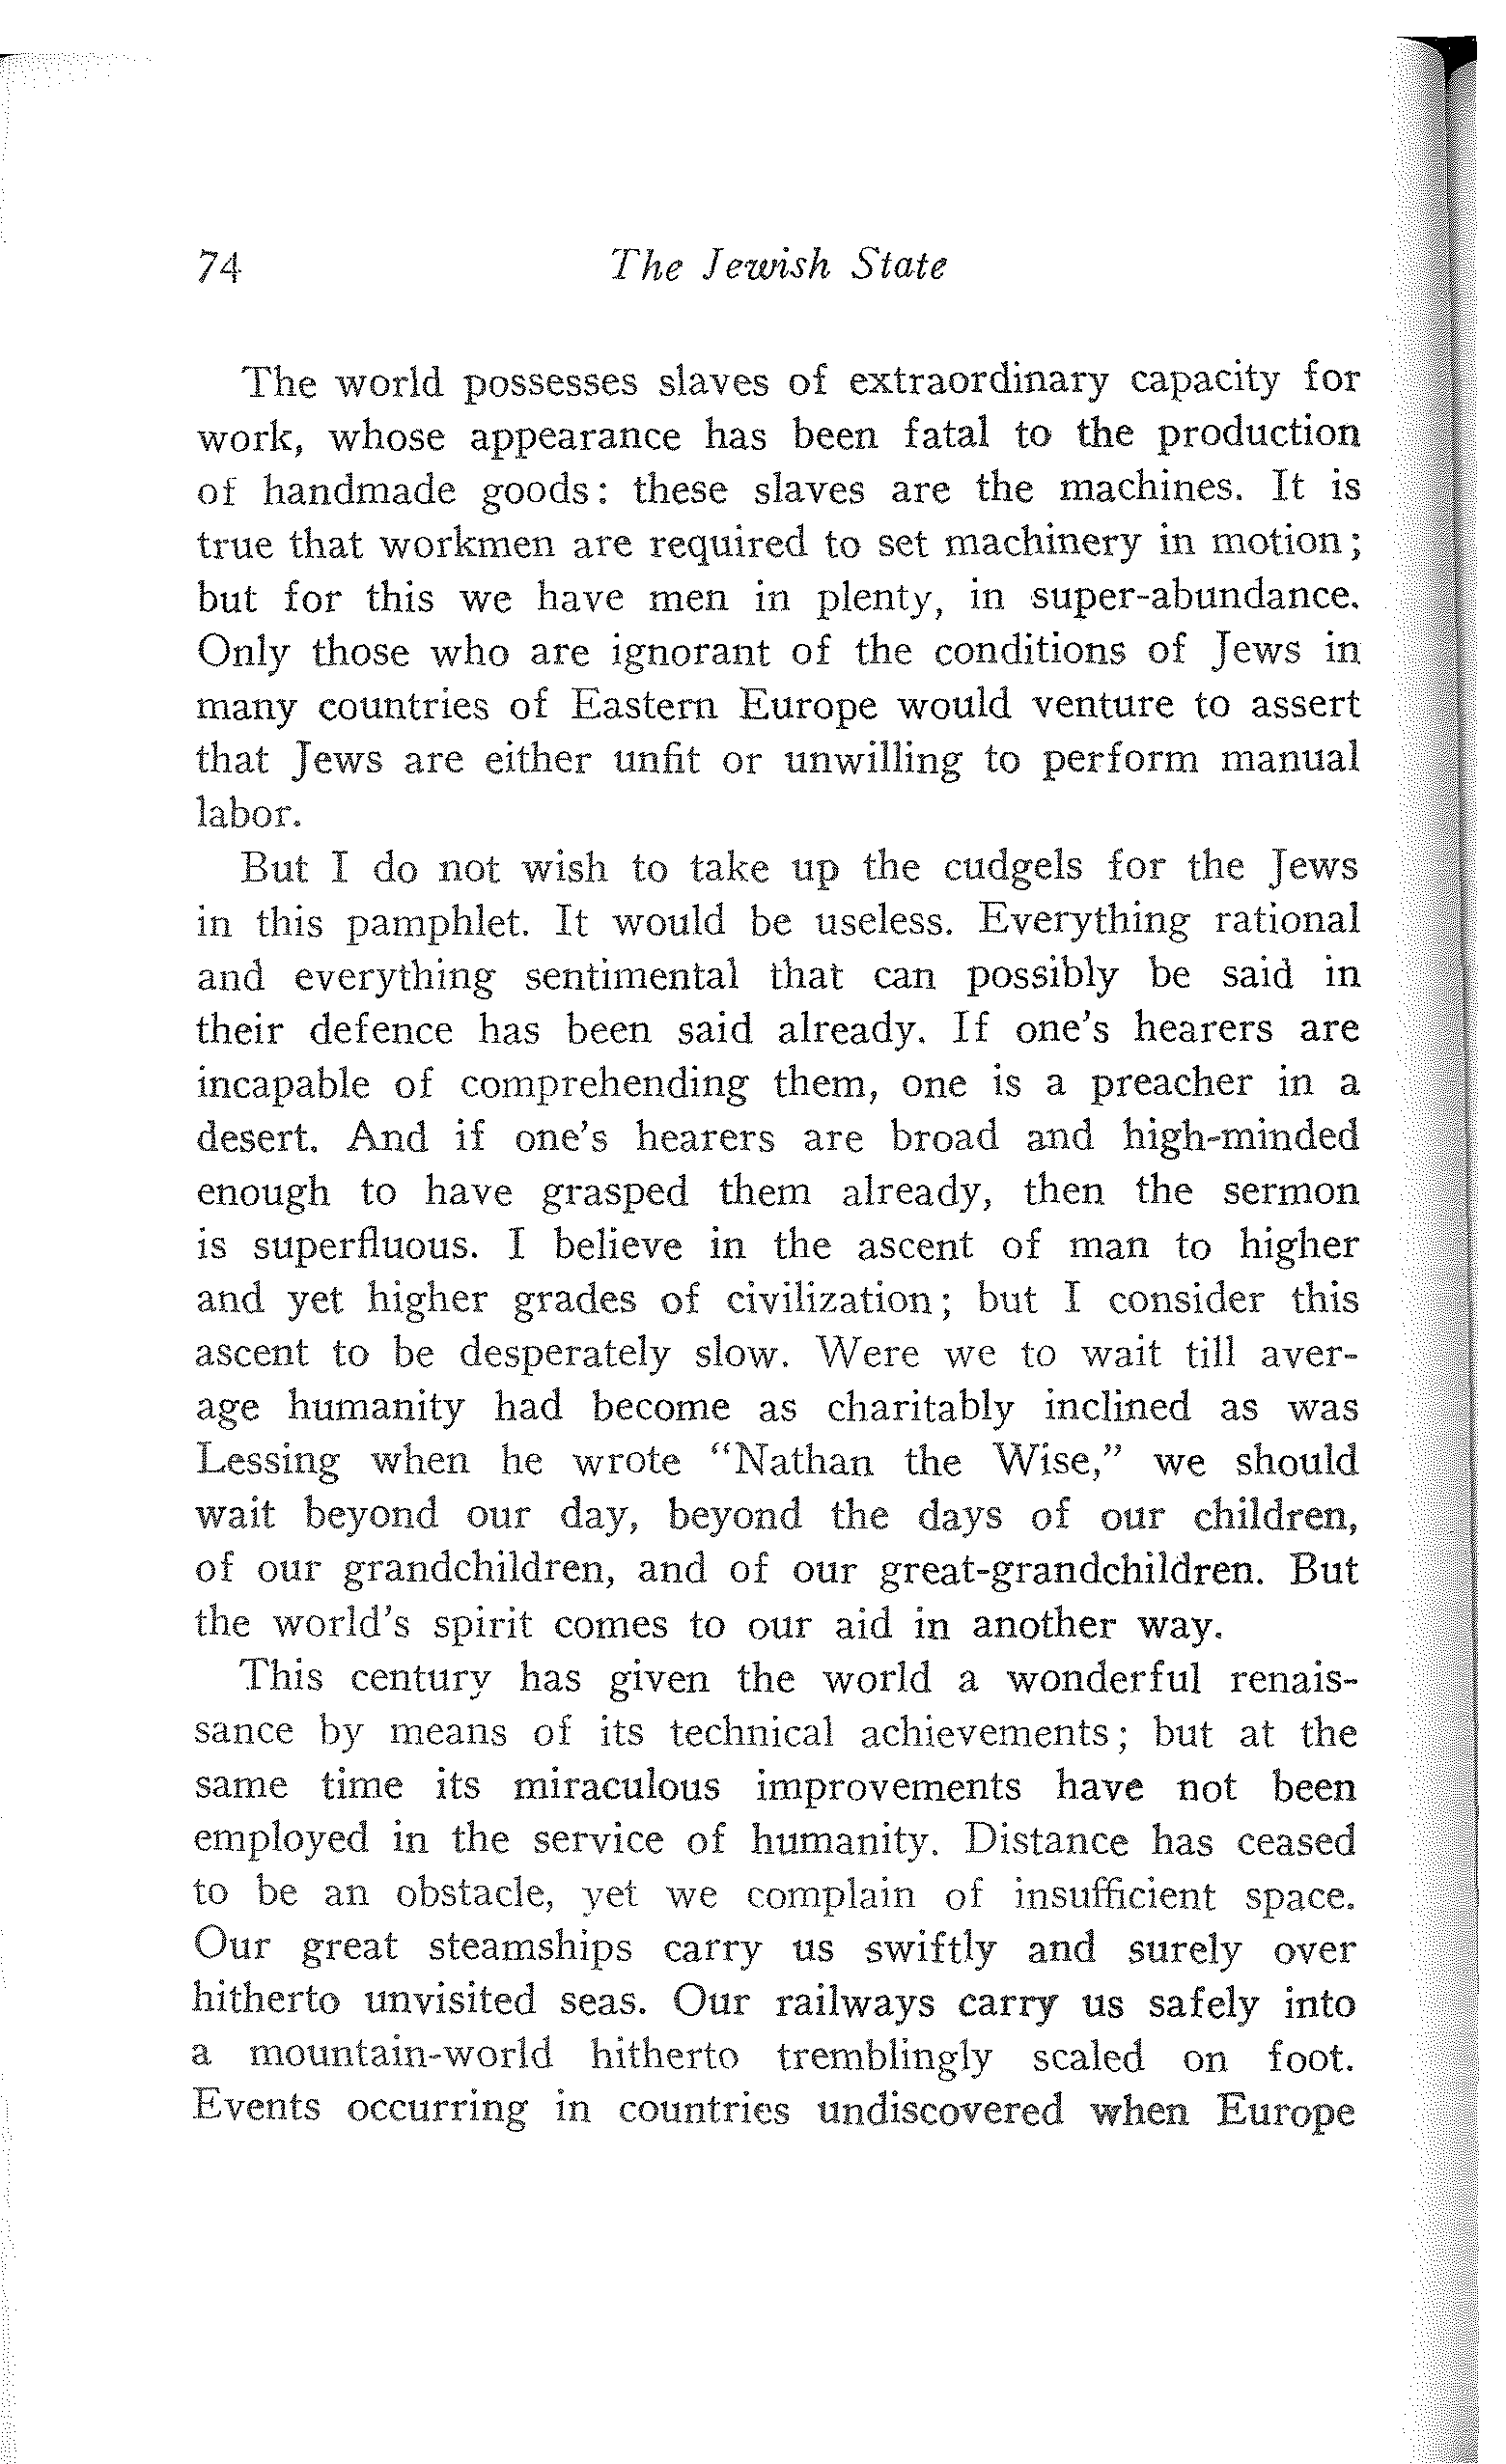 74 The Jewish State
The world possesses slaves of extraordinary capacity for
work, whose appearance has been fatal to the production
of handmade goods: these slaves are the machines. It is
true that workmen are required to set machinery in motion;
but for this we have men in plenty, in super-abundance.
Only those who are ignorant of the conditions of Jews in
many countries of Eastern Europe would venture to assert
that Jews are either unfit or unwilling to perform manual
labor.
But I do not wish to take up the cudgels for the Jews
in this pamphlet. It would be useless. Everything rational
and everything sentimental that can possibly be said in
their defence has been said already. If one's hearers are
incapable of comprehending them, one is a preacher in a
desert. And if one's hearers are broad and high-minded
enough to have grasped them already, then the sermon
is superfluous. I believe in the ascent of man to higher
and yet higher grades of civilization; but I consider this
ascent to be desperately slow. Were we to wait till aver-
age humanity had become as charitably inclined as was
Lessing when he wrote "Nathan the Wise," we should
wait beyond our day, beyond the days of our children,
of our grandchildren, and of our great-grandchildren. But
the world's spirit comes to our aid in another way.
This century has given the world a wonderful renais-
sance by means of its technical achievements; but at the
same time its miraculous improvements have not been
employed in the service of humanity. Distance has ceased
to be an obstacle, yet we complain of insufficient space.
Our great steamships carry us swiftly and surely over
hitherto unvisited seas. Our railways carry us safely into
a mountain-world hitherto tremblingly scaled on foot.
Events occurring in countries undiscovered when Europe